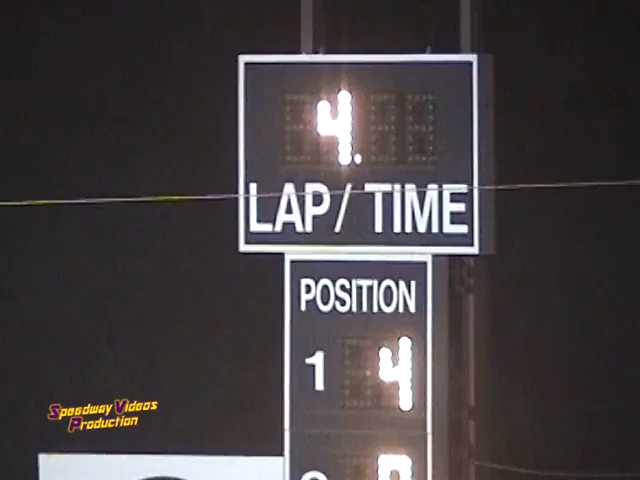 4.
LAP/ TIME
POSITION
1 4
Speedway Videos
Production